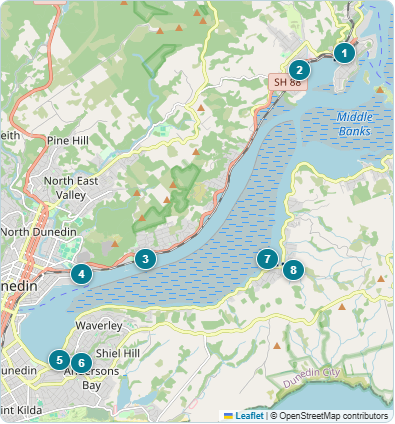 1
2
SH 88
Middle
Banks
eith
Pine Hill
North East
Valley
North Dunedin
3
4
nedin
7
8
Waverley
5
6
Shiel Hill
Andersons
Bay
unedin
Dunedin City
int Kilda
Leaflet | © OpenStreetMap contributors